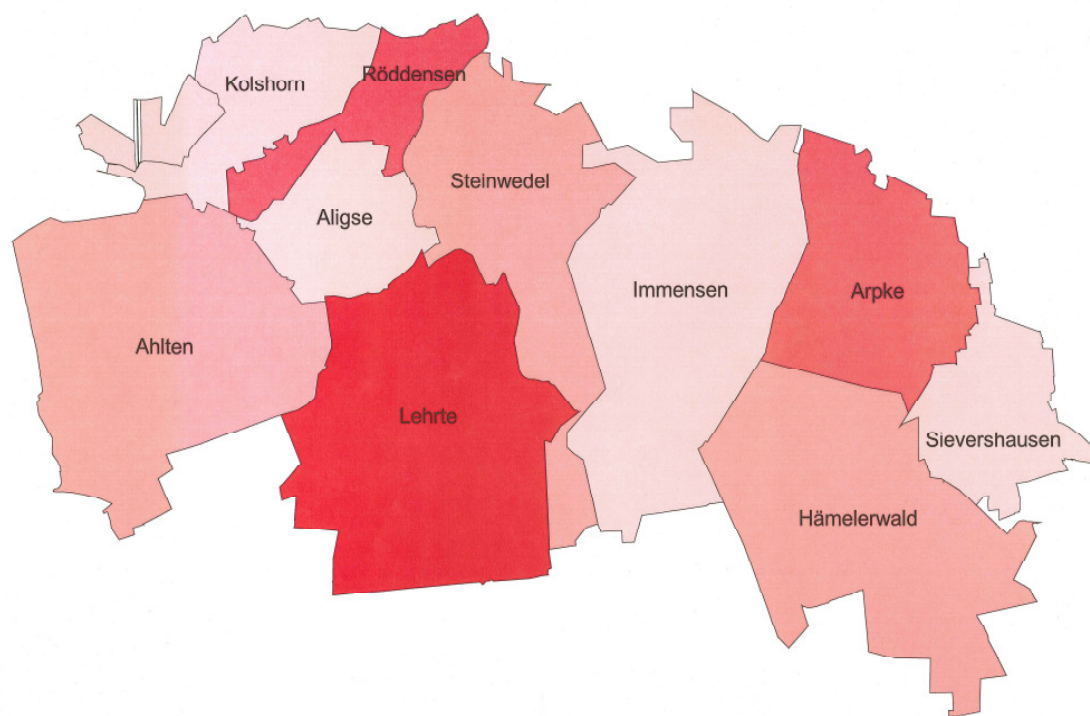 Kolshorn
Röddensen
Steinwedel
Aligse
Immensen
Arpke
Ahlten
Lehrte
Sievershausen
Hämelerwald